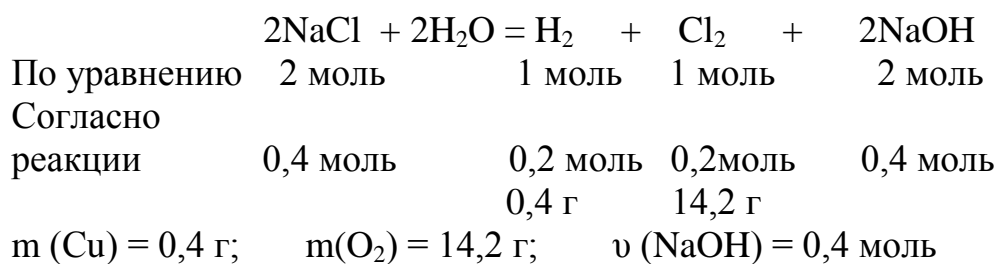 2NaCl + 2H₂O = H₂ + Cl₂ + 2NaOH
По уравнению 2 моль 1 моль 1 моль 2 моль
Согласно
реакции 0,4 моль 0,2 моль 0,2моль 0,4 моль
0,4 г 14,2 г
m (Cu) = 0,4 г; m(O₂) = 14,2 г; υ (NaOH) = 0,4 моль